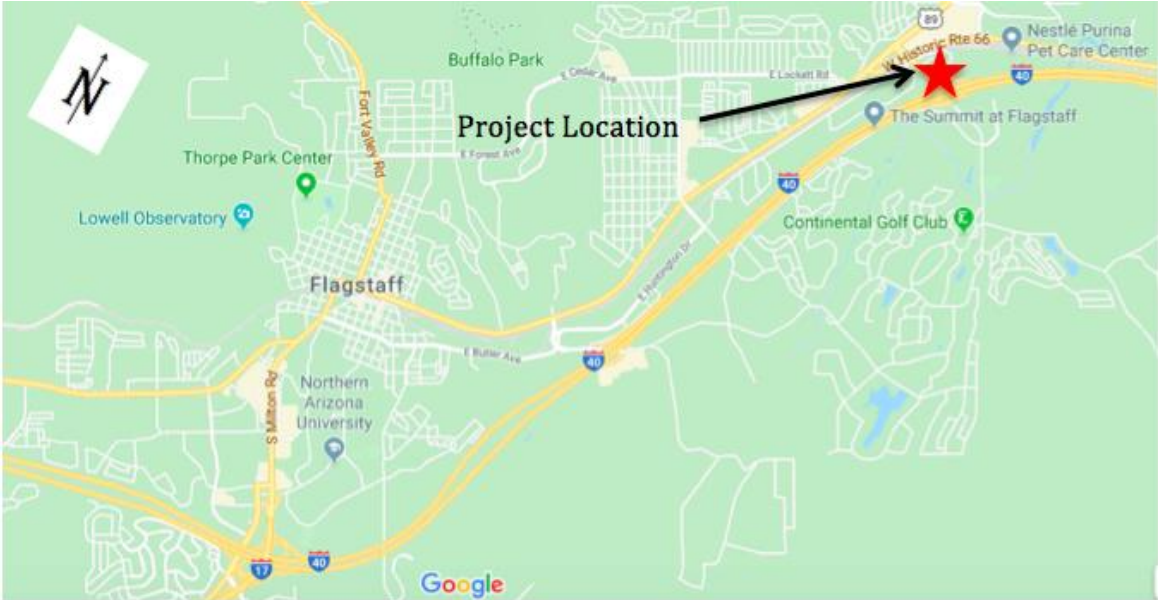 N
89
W Historic Rte 66
Nestlé Purina
Pet Care Center
Buffalo Park
E Cedar Ave
E Lockett Rd
40
Project Location
The Summit at Flagstaff
Fort Valley Rd
E Forest Ave
Thorpe Park Center
40
Lowell Observatory
Continental Golf Club
E Huntington Dr
Flagstaff
E Butler Ave
40
Northern
Arizona
University
S Milton Rd
17
40
Google